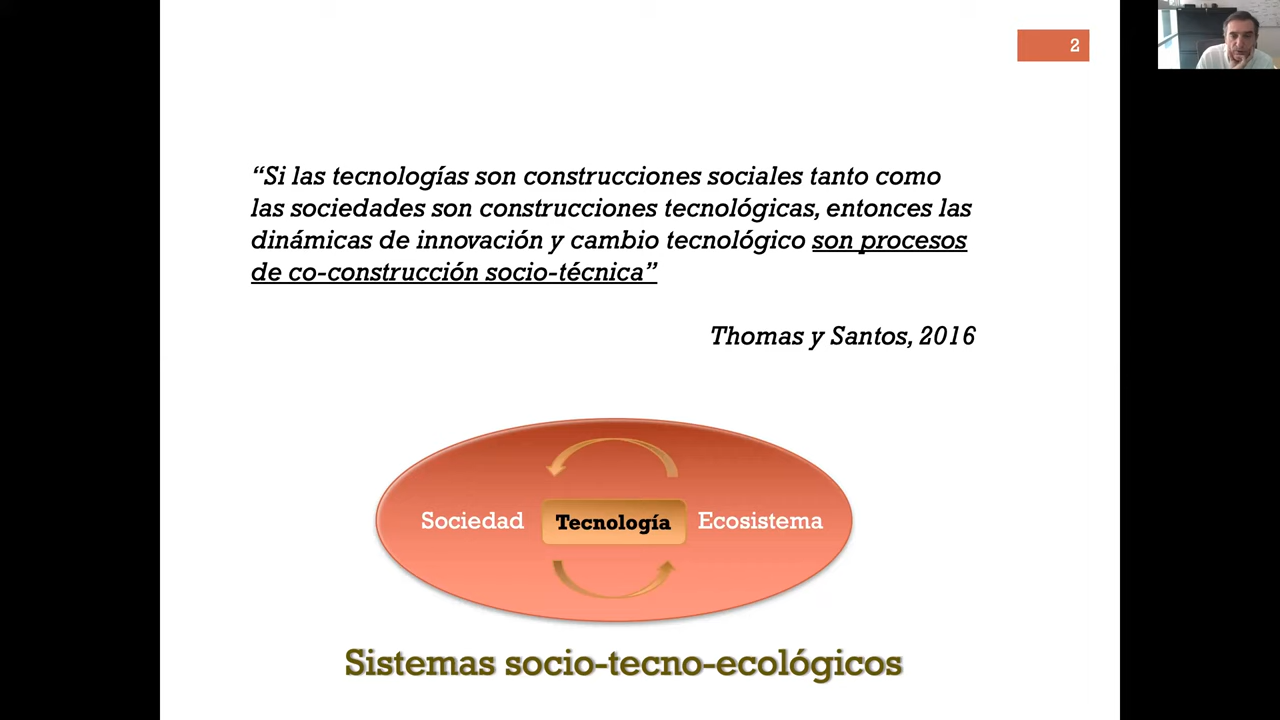 2
“Si las tecnologías son construcciones sociales tanto como
las sociedades son construcciones tecnológicas, entonces las
dinámicas de innovación y cambio tecnológico son procesos
de co-construcción socio-técnica”
Thomas y Santos, 2016
Sociedad Tecnología Ecosistema
Sistemas socio-tecno-ecológicos